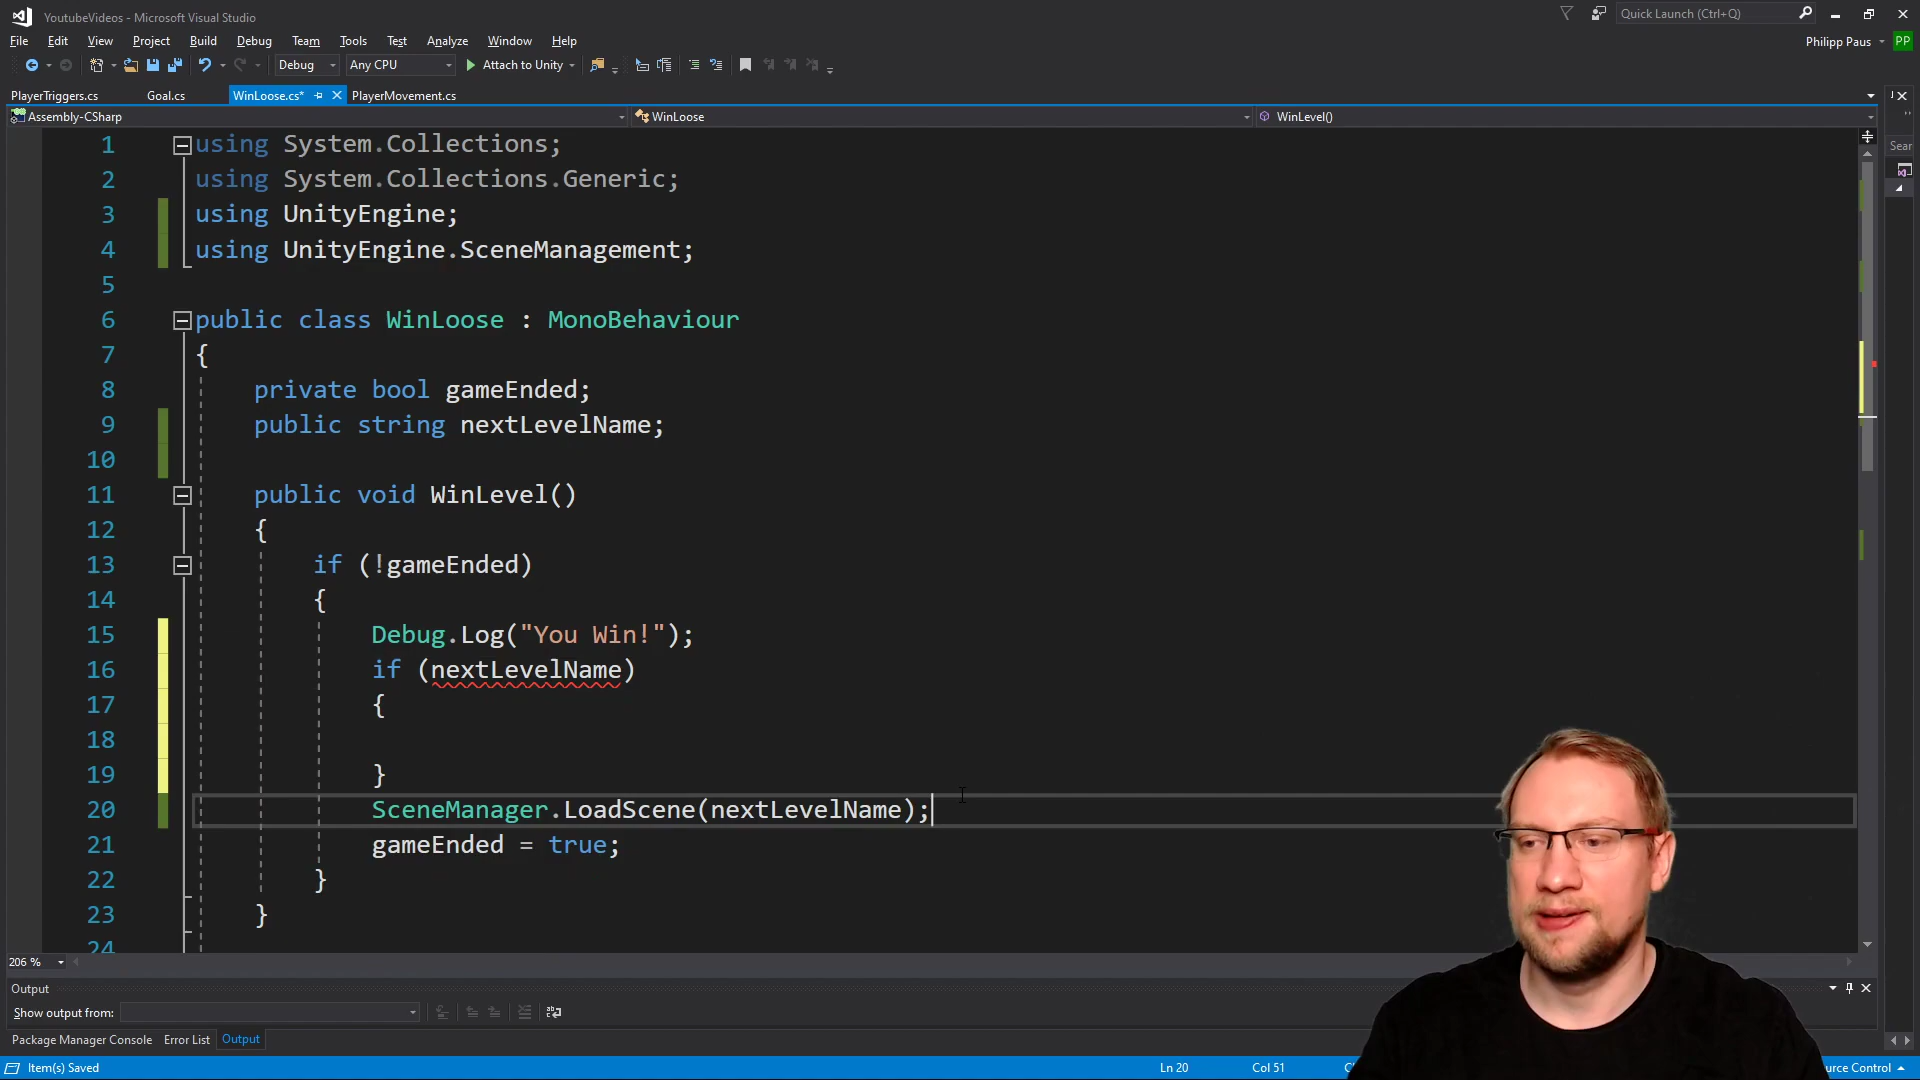 YoutubeVideos - Microsoft Visual Studio
Quick Launch (Ctrl+Q)
File Edit View Project Build Debug Team Tools Test Analyze Window Help
Philipp Paus PP
Debug Any CPU Attach to Unity
PlayerTriggers.cs Goal.cs WinLoose.cs* PlayerMovement.cs
Assembly-CSharp WinLoose WinLevel()
Sear
1 using System.Collections;
2 using System.Collections.Generic;
3 using UnityEngine;
4 using UnityEngine.SceneManagement;
5
6 public class WinLoose : MonoBehaviour
7 {
8 private bool gameEnded;
9 public string nextLevelName;
10
11 public void WinLevel()
12 {
13 if (!gameEnded)
14 {
15 Debug.Log("You Win!");
16 if (nextLevelName)
17 {
18
19 }
20 SceneManager.LoadScene(nextLevelName);
21 gameEnded = true;
22 }
23 }
24
206 %
Output
Show output from:
Package Manager Console Error List Output
Item(s) Saved Ln 20 Col 51 urce Control